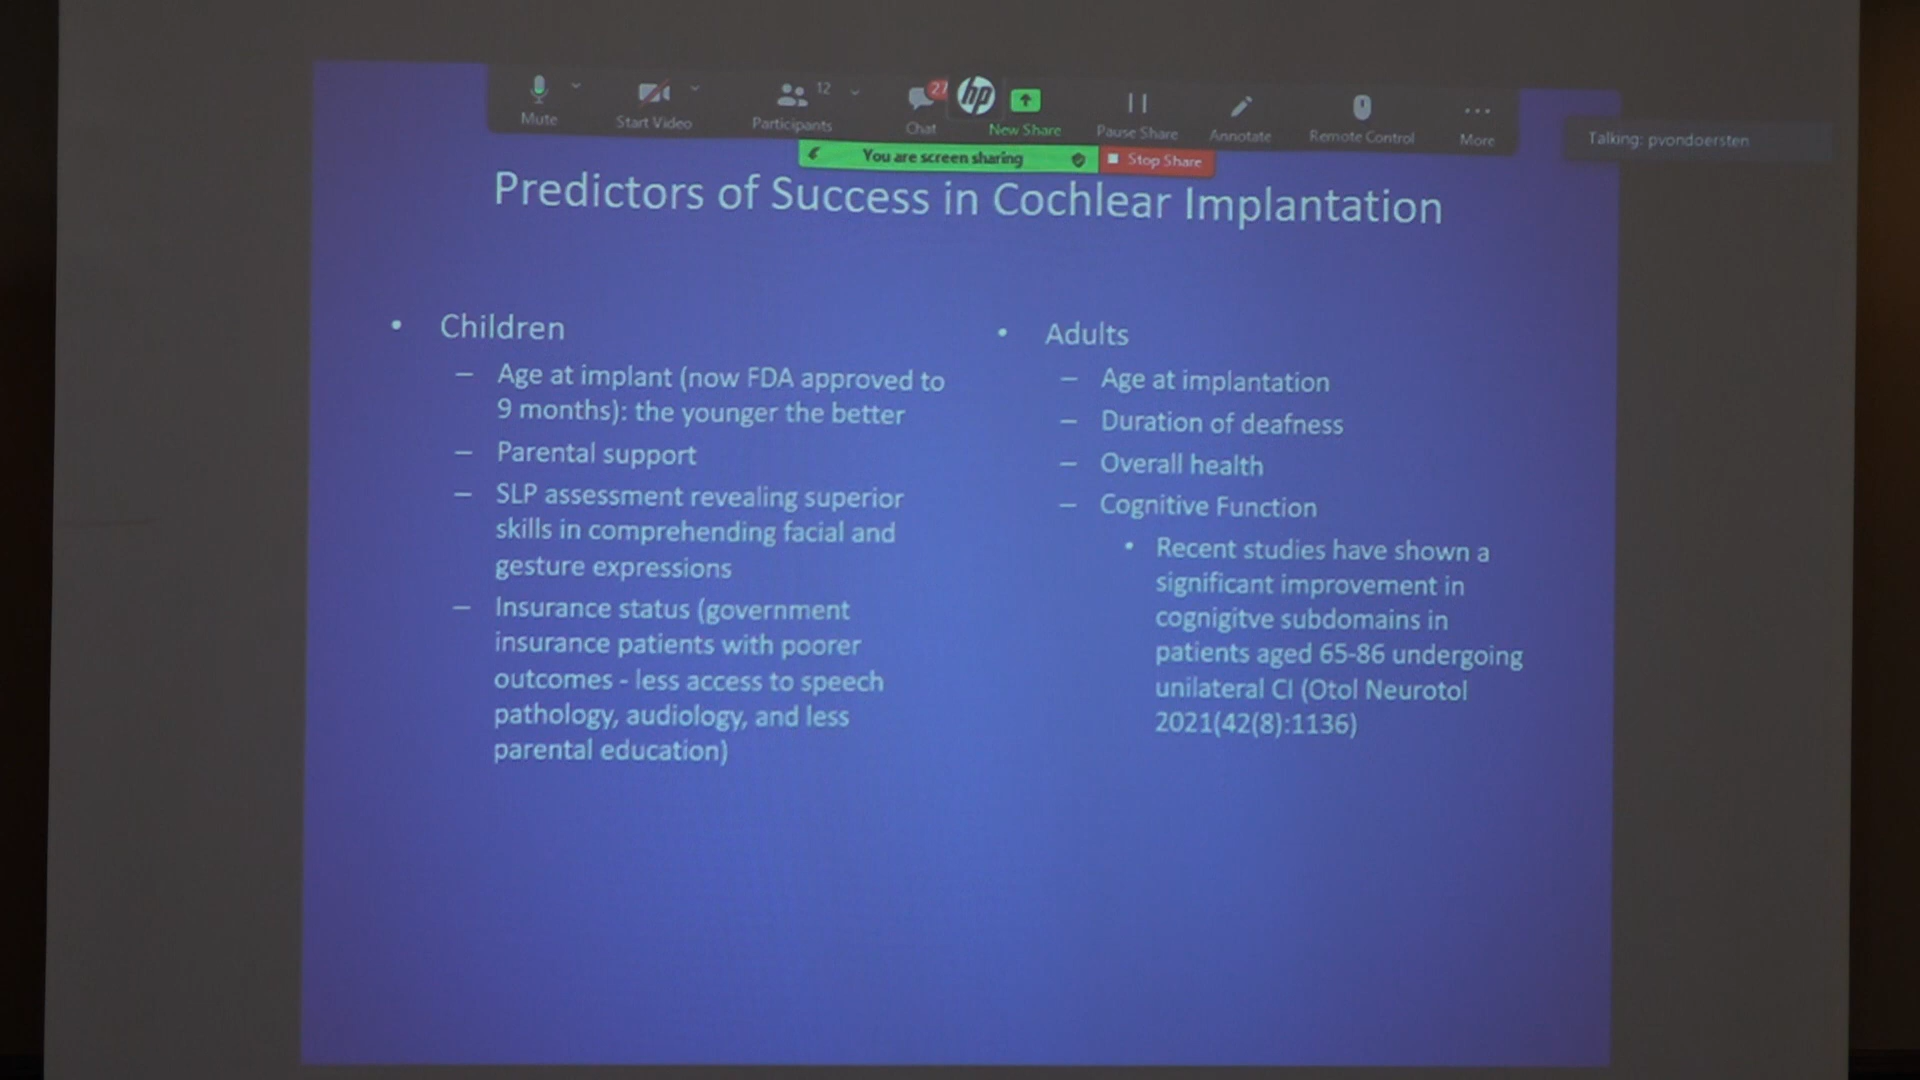 Mute
Start Video
Participants
12
Chat
27
hp
New Share
Pause Share
Annotate
Remote Control
More
Talking: pvondoersten
You are screen sharing
Stop Share
Predictors of Success in Cochlear Implantation
• Children
– Age at implant (now FDA approved to
9 months): the younger the better
– Parental support
– SLP assessment revealing superior
skills in comprehending facial and
gesture expressions
– Insurance status (government
insurance patients with poorer
outcomes - less access to speech
pathology, audiology, and less
parental education)
• Adults
– Age at implantation
– Duration of deafness
– Overall health
– Cognitive Function
• Recent studies have shown a
significant improvement in
cognigitve subdomains in
patients aged 65-86 undergoing
unilateral CI (Otol Neurotol
2021(42(8):1136)